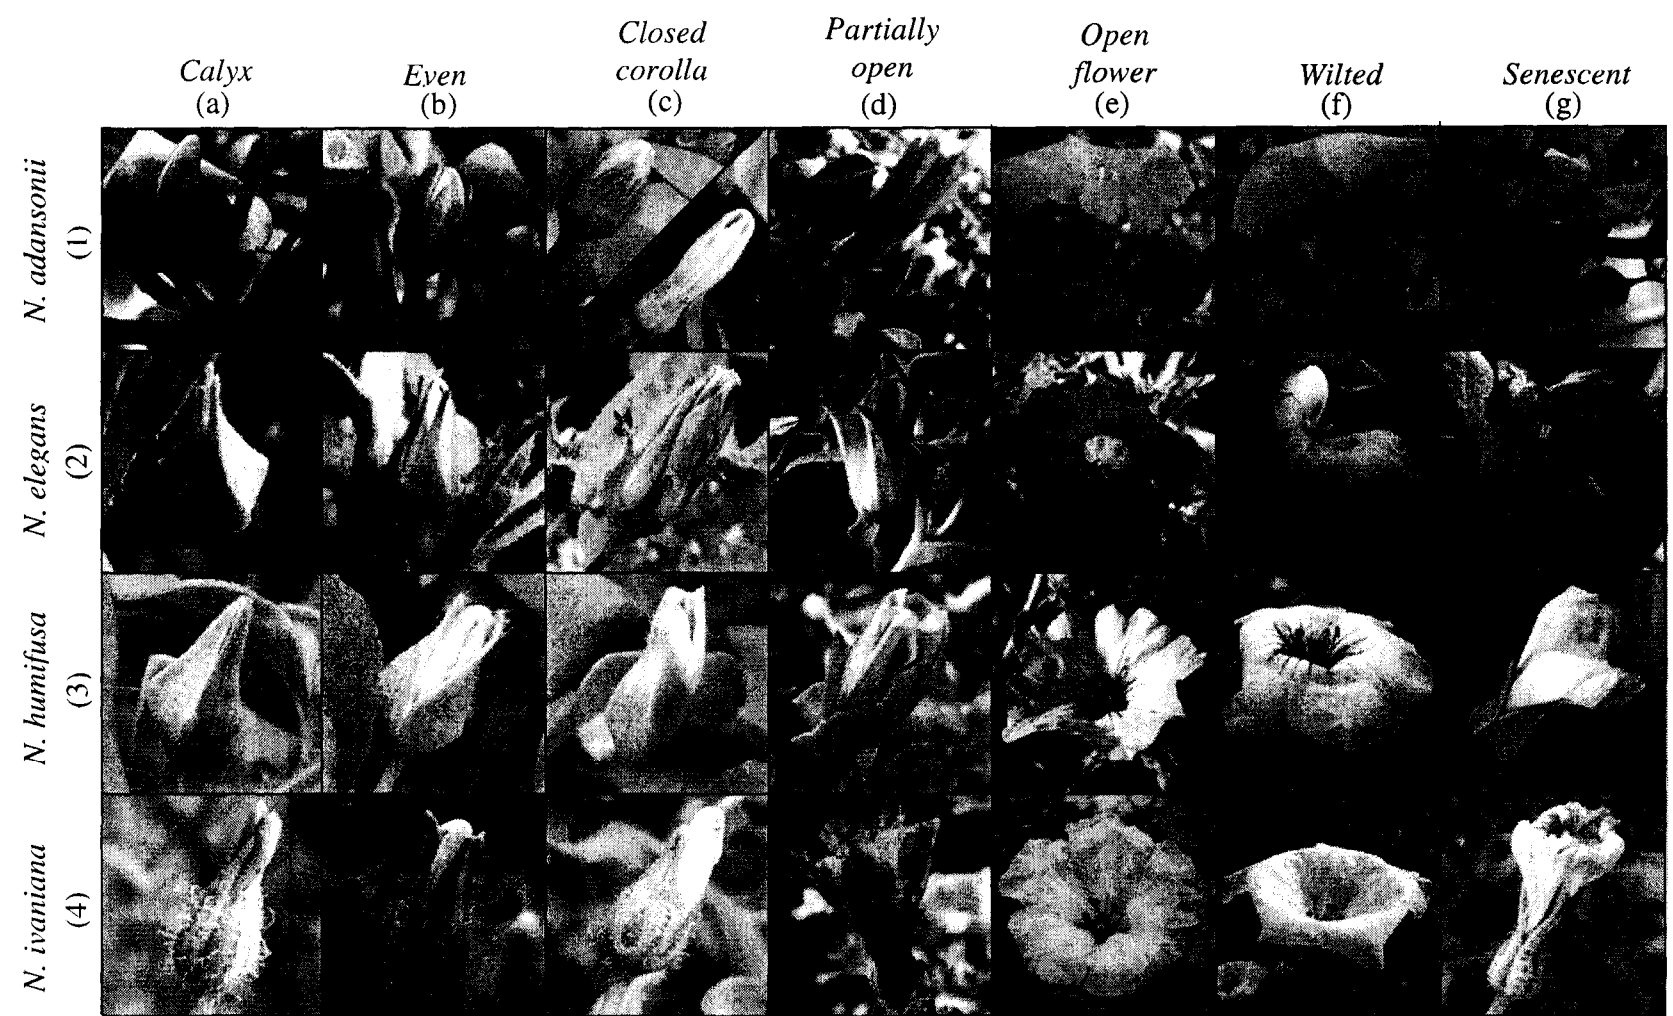 Calyx
(a)
Even
(b)
Closed
corolla
(c)
Partially
open
(d)
Open
flower
(e)
Wilted
(f)
Senescent
(g)
N. adansonii
(1)
N. elegans
(2)
N. humifusa
(3)
N. ivaniana
(4)